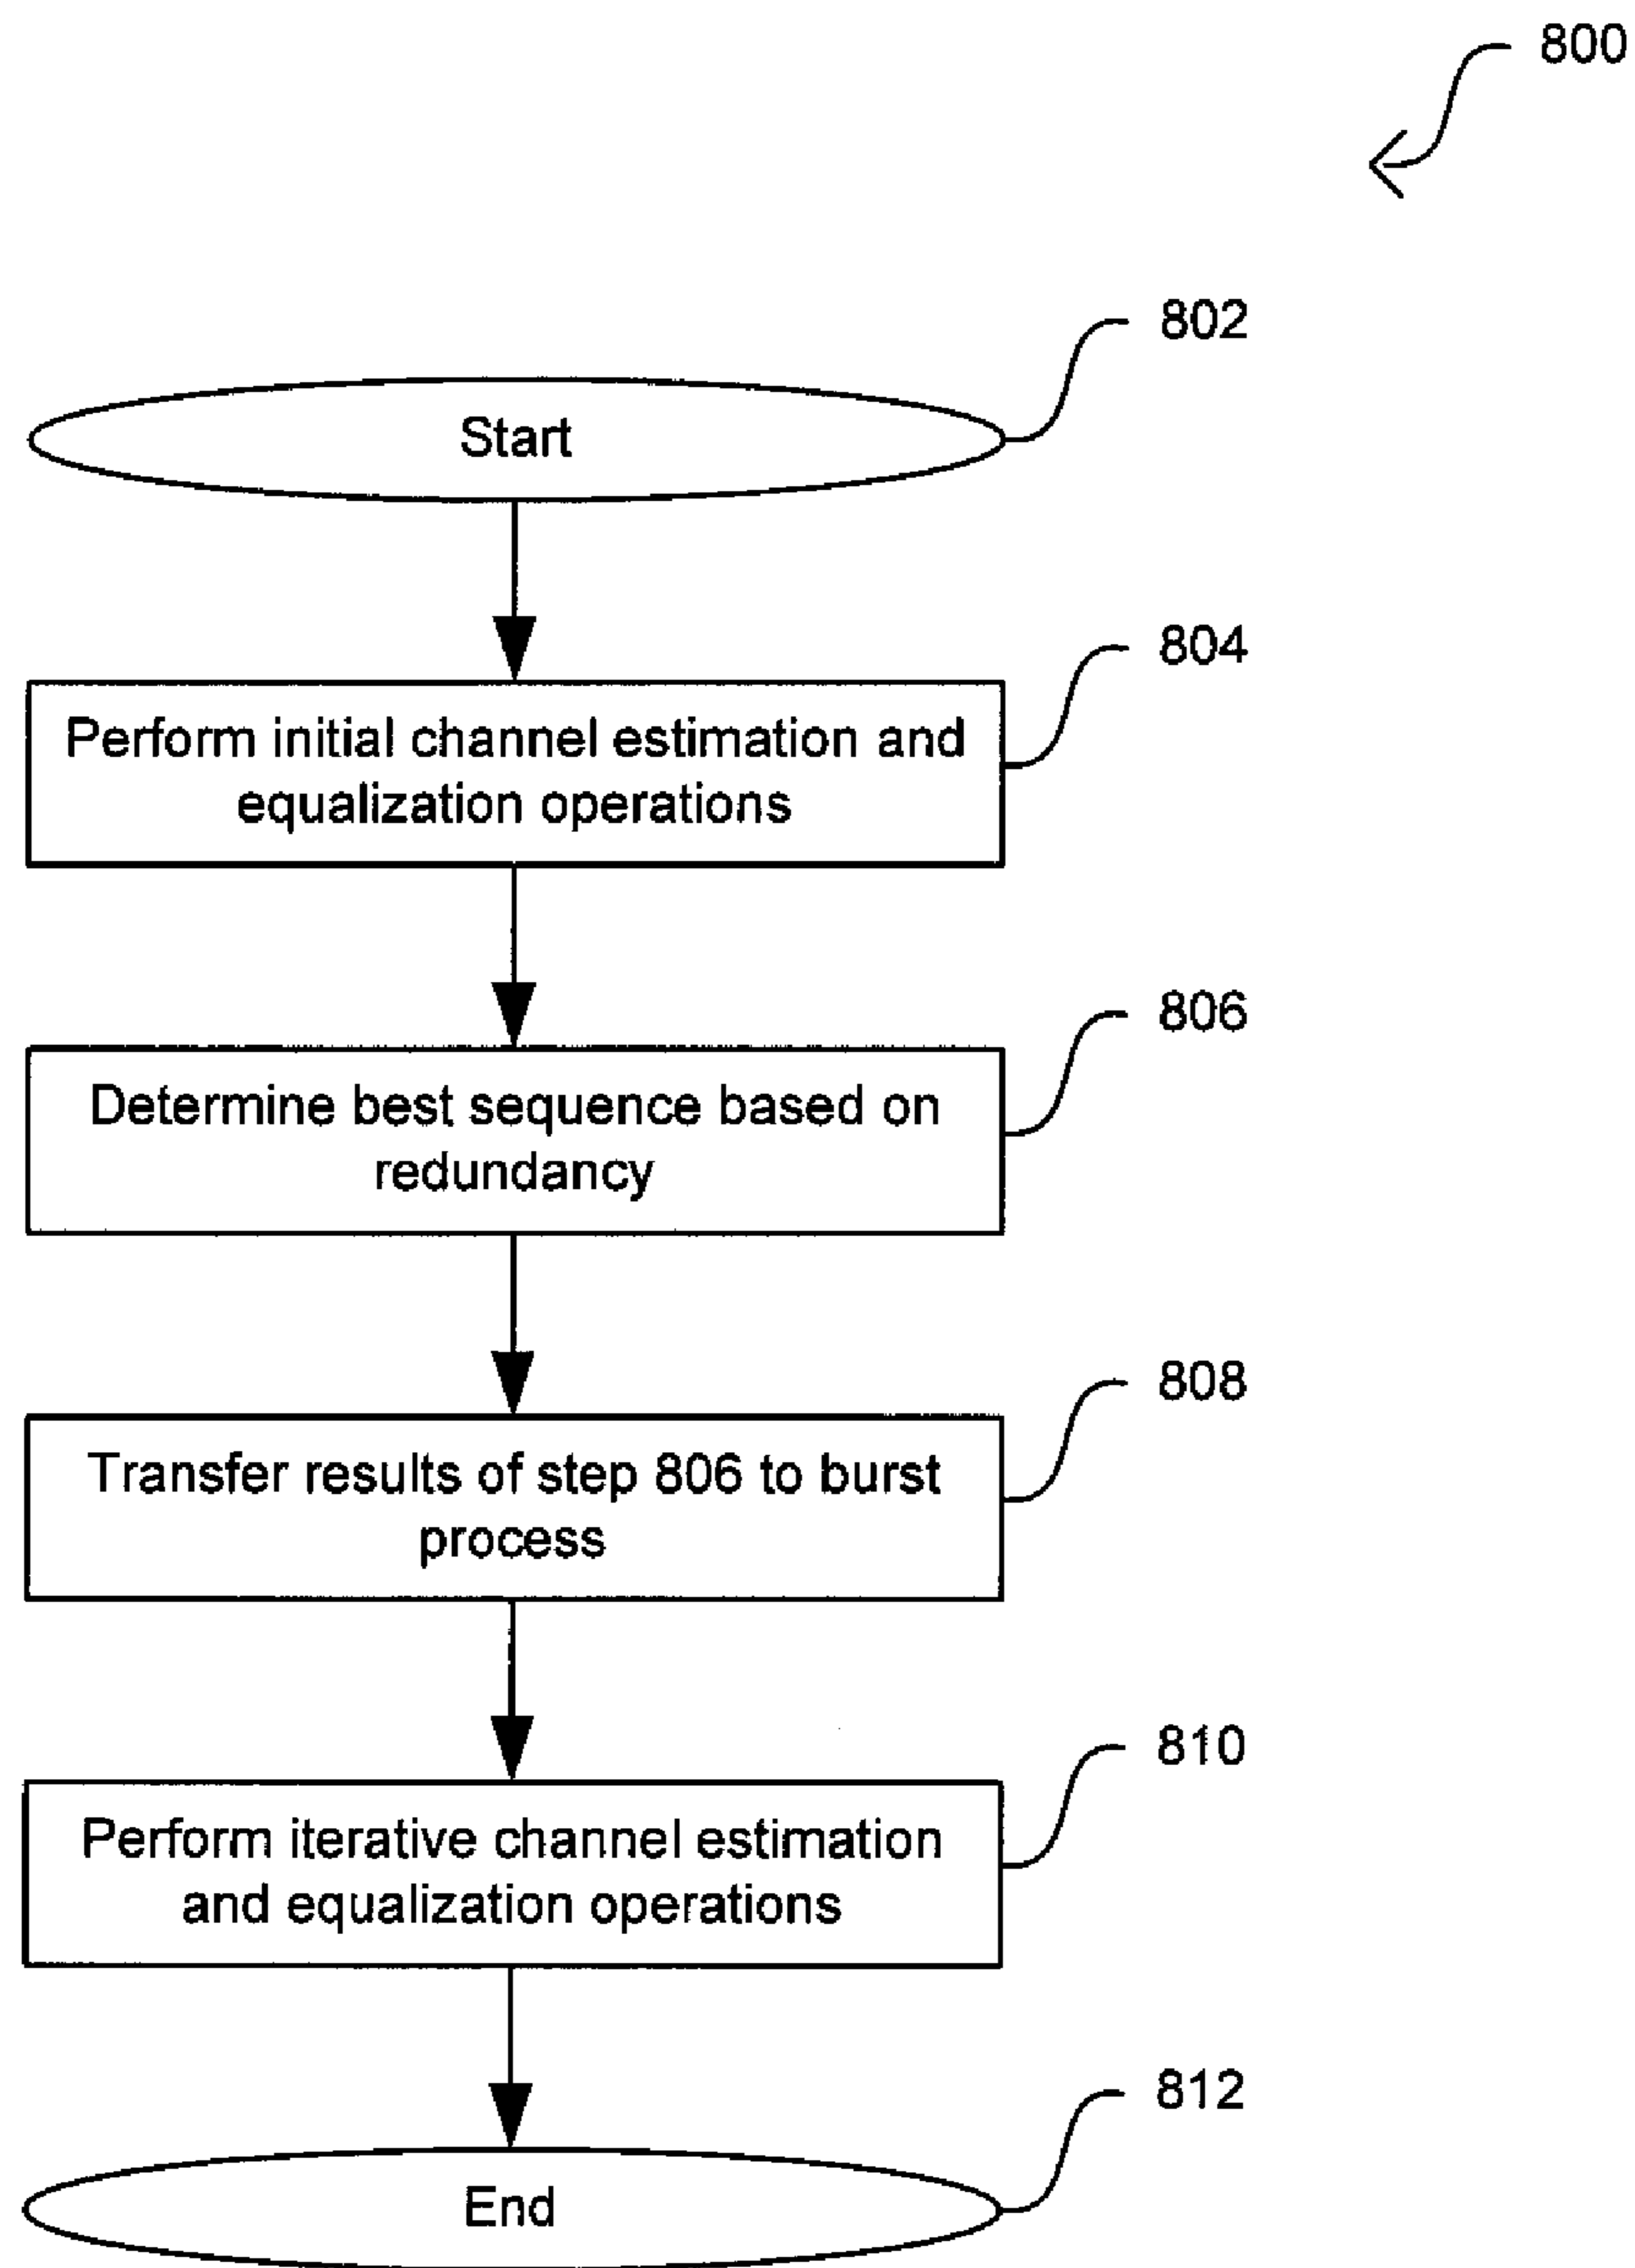 800
802
Start
804
Perform initial channel estimation and
equalization operations
806
Determine best sequence based on
redundancy
808
Transfer results of step 806 to burst
process
810
Perform iterative channel estimation
and equalization operations
812
End